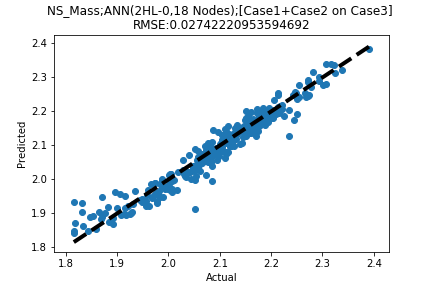 NS_Mass;ANN(2HL-0,18 Nodes);[Case1+Case2 on Case3]
RMSE:0.02742220953594692
2.4
2.3
2.2
2.1
2.0
1.9
1.8
Predicted
1.8 1.9 2.0 2.1 2.2 2.3 2.4
Actual